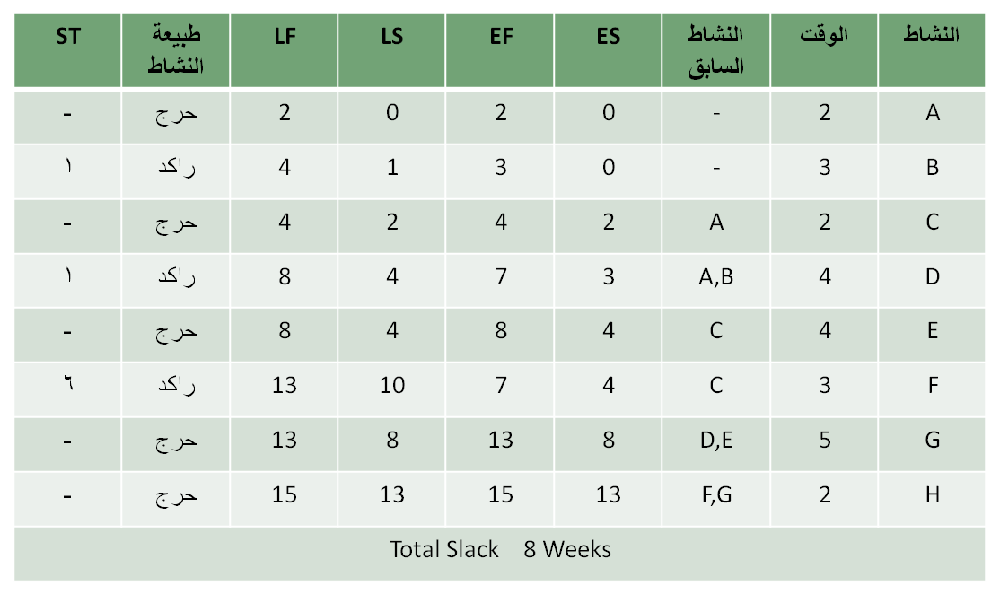 النشاط الوقت النشاط السابق ES EF LS LF طبيعة النشاط ST
A 2 - 0 2 0 2 حرج -
B 3 - 0 3 1 4 راكد ١
C 2 A 2 4 2 4 حرج -
D 4 A,B 3 7 4 8 راكد ١
E 4 C 4 8 4 8 حرج -
F 3 C 4 7 10 13 راكد ٦
G 5 D,E 8 13 8 13 حرج -
H 2 F,G 13 15 13 15 حرج -
Total Slack 8 Weeks